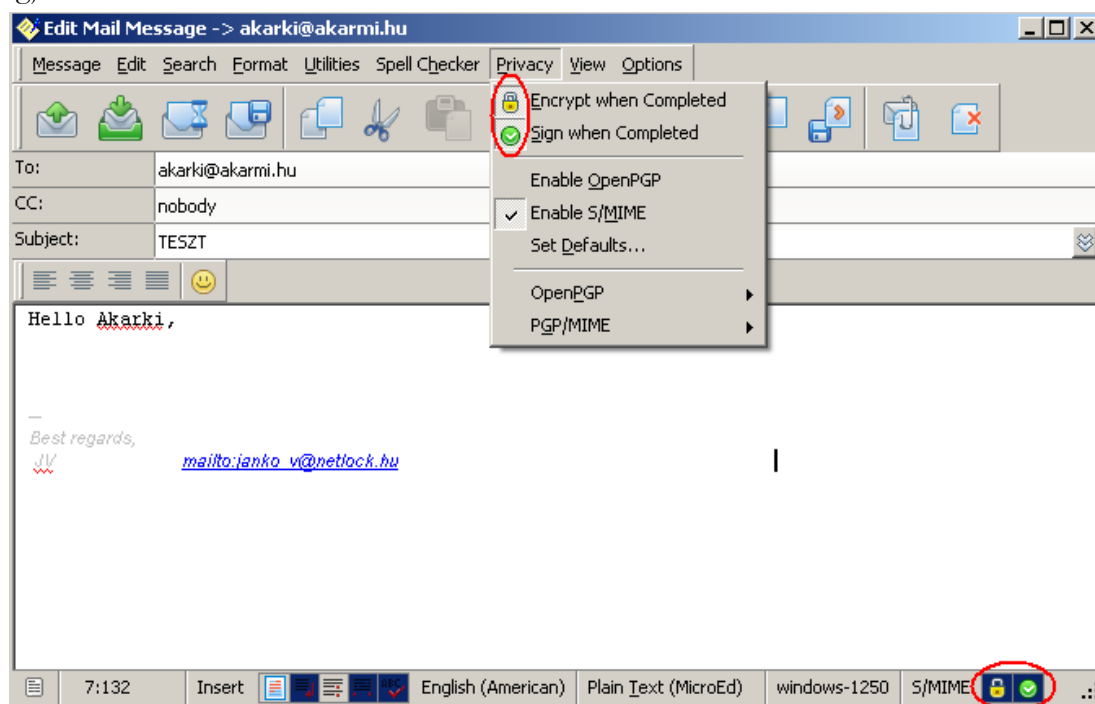 Edit Mail Message -> akarki@akarmi.hu
Message Edit Search Format Utilities Spell Checker Privacy View Options
Encrypt when Completed
Sign when Completed
Enable OpenPGP
Enable S/MIME
Set Defaults...
OpenPGP
PGP/MIME
To: akarki@akarmi.hu
CC: nobody
Subject: TESZT
Hello Akarki,
--
Best regards,
JV mailto:janko_v@netlock.hu
7:132 Insert ABC English (American) Plain Text (MicroEd) windows-1250 S/MIME